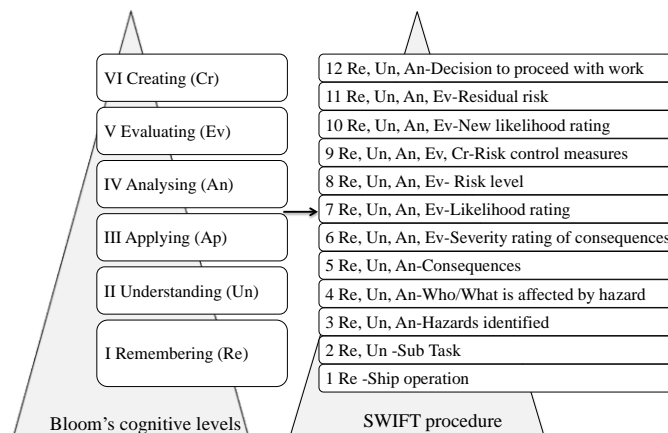 VI Creating (Cr)
V Evaluating (Ev)
IV Analysing (An)
III Applying (Ap)
II Understanding (Un)
I Remembering (Re)
Bloom's cognitive levels
12 Re, Un, An-Decision to proceed with work
11 Re, Un, An, Ev-Residual risk
10 Re, Un, An, Ev-New likelihood rating
9 Re, Un, An, Ev, Cr-Risk control measures
8 Re, Un, An, Ev- Risk level
7 Re, Un, An, Ev-Likelihood rating
6 Re, Un, An, Ev-Severity rating of consequences
5 Re, Un, An-Consequences
4 Re, Un, An-Who/What is affected by hazard
3 Re, Un, An-Hazards identified
2 Re, Un -Sub Task
1 Re -Ship operation
SWIFT procedure